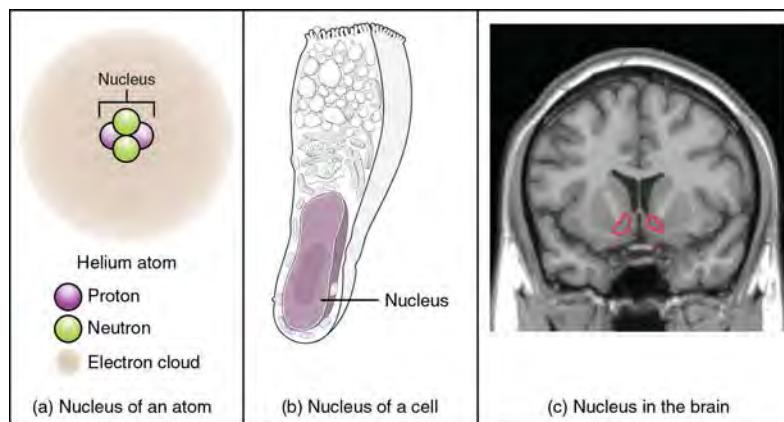 Nucleus
Helium atom
Proton
Neutron
Electron cloud
(a) Nucleus of an atom
Nucleus
(b) Nucleus of a cell
(c) Nucleus in the brain